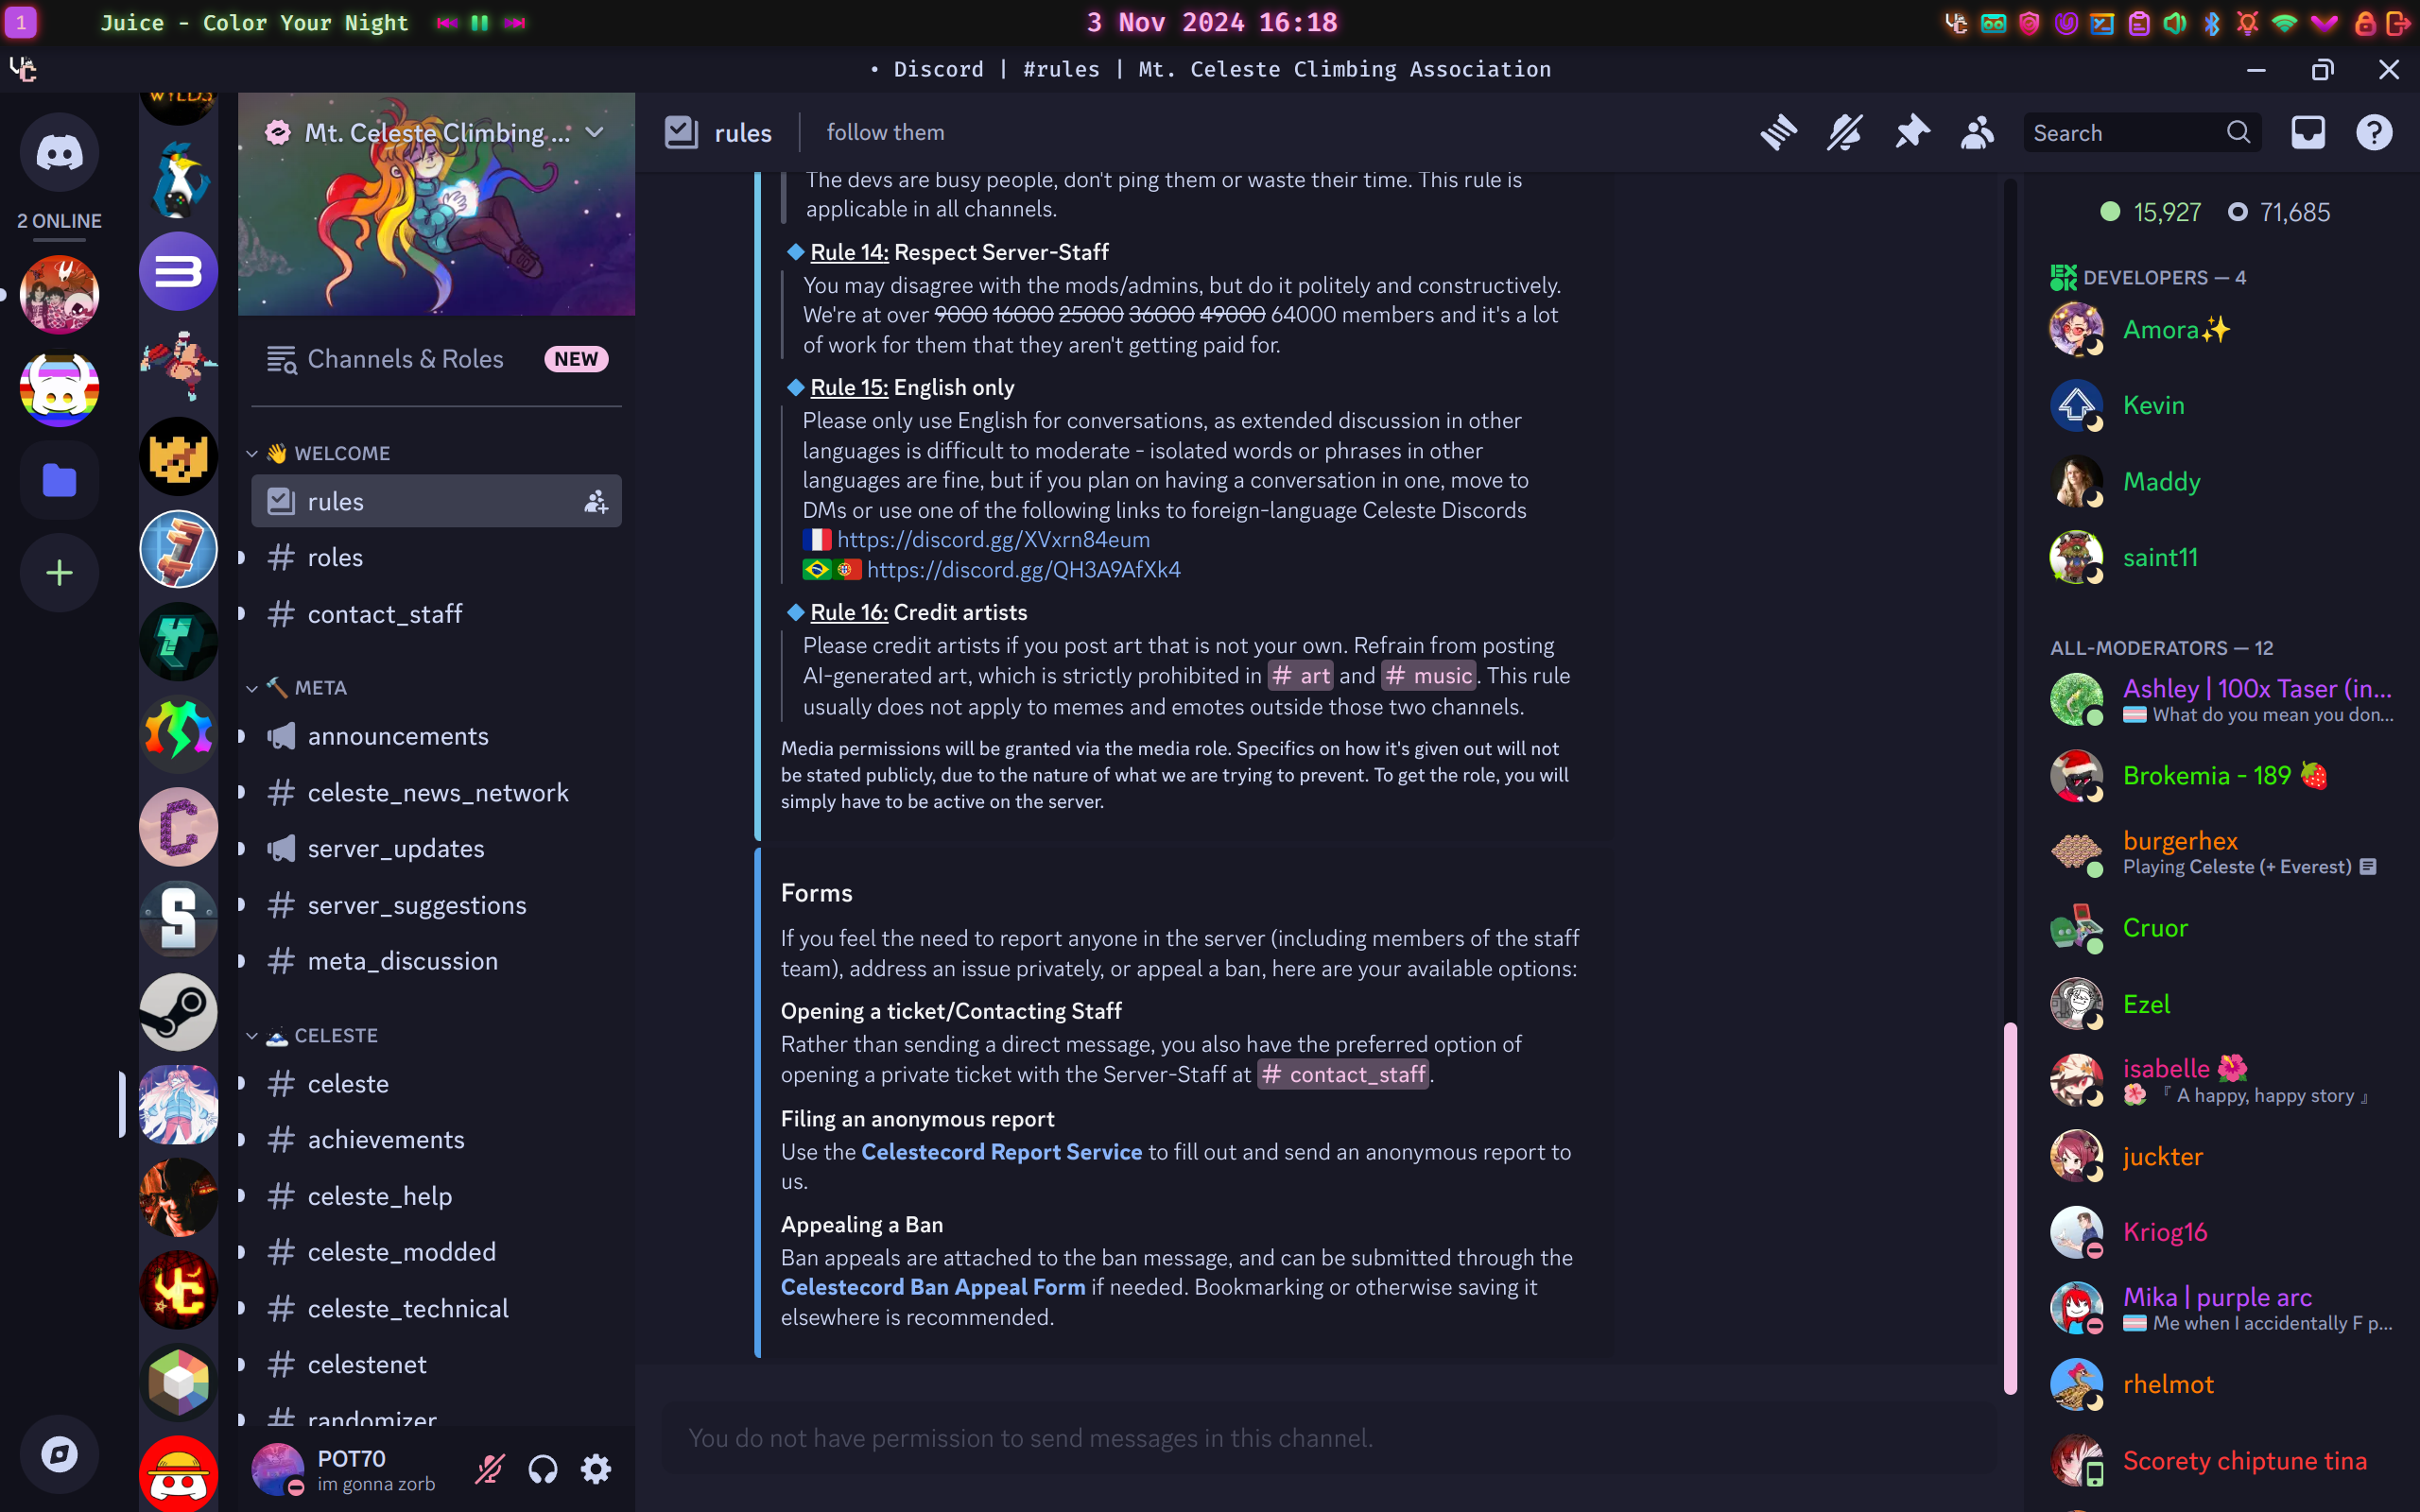 1
Juice - Color Your Night
3 Nov 2024 16:18
• Discord | #rules | Mt. Celeste Climbing Association
2 ONLINE
Mt. Celeste Climbing ...
Channels & Roles
NEW
WELCOME
rules
roles
contact_staff
META
announcements
celeste_news_network
server_updates
server_suggestions
meta_discussion
CELESTE
celeste
achievements
celeste_help
celeste_modded
celeste_technical
celestenet
randomizer
POT70
im gonna zorb
rules
follow them
Search
The devs are busy people, don't ping them or waste their time. This rule is
applicable in all channels.
Rule 14: Respect Server-Staff
You may disagree with the mods/admins, but do it politely and constructively.
We're at over 9000 16000 25000 36000 49000 64000 members and it's a lot
of work for them that they aren't getting paid for.
Rule 15: English only
Please only use English for conversations, as extended discussion in other
languages is difficult to moderate - isolated words or phrases in other
languages are fine, but if you plan on having a conversation in one, move to
DMs or use one of the following links to foreign-language Celeste Discords
https://discord.gg/XVxrn84eum
https://discord.gg/QH3A9AfXk4
Rule 16: Credit artists
Please credit artists if you post art that is not your own. Refrain from posting
AI-generated art, which is strictly prohibited in # art and # music. This rule
usually does not apply to memes and emotes outside those two channels.
Media permissions will be granted via the media role. Specifics on how it's given out will not
be stated publicly, due to the nature of what we are trying to prevent. To get the role, you will
simply have to be active on the server.
Forms
If you feel the need to report anyone in the server (including members of the staff
team), address an issue privately, or appeal a ban, here are your available options:
Opening a ticket/Contacting Staff
Rather than sending a direct message, you also have the preferred option of
opening a private ticket with the Server-Staff at # contact_staff.
Filing an anonymous report
Use the Celestecord Report Service to fill out and send an anonymous report to
us.
Appealing a Ban
Ban appeals are attached to the ban message, and can be submitted through the
Celestecord Ban Appeal Form if needed. Bookmarking or otherwise saving it
elsewhere is recommended.
You do not have permission to send messages in this channel.
15,927 71,685
EXOK DEVELOPERS — 4
Amora✨
Kevin
Maddy
saint11
ALL-MODERATORS — 12
Ashley | 100x Taser (in...
What do you mean you don...
Brokemia - 189 🍓
burgerhex
Playing Celeste (+ Everest)
Cruor
Ezel
isabelle 🌺
🌺 『 A happy, happy story 』
juckter
Kriog16
Mika | purple arc
Me when I accidentally F p...
rhelmot
Scorety chiptune tina